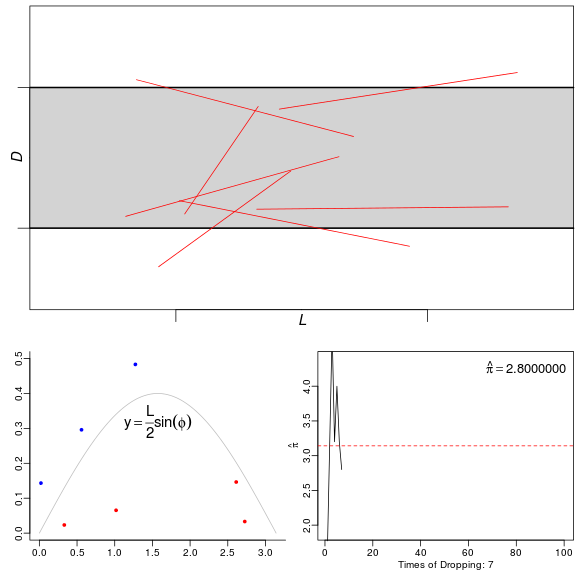 D
L
0.5
0.4
0.3
0.2
0.1
0.0
y = L/2 sin(ϕ)
0.0 0.5 1.0 1.5 2.0 2.5 3.0
π̂ = 2.8000000
4.0
3.5
3.0
2.0
π̂
0 20 40 60 80 100
Times of Dropping: 7